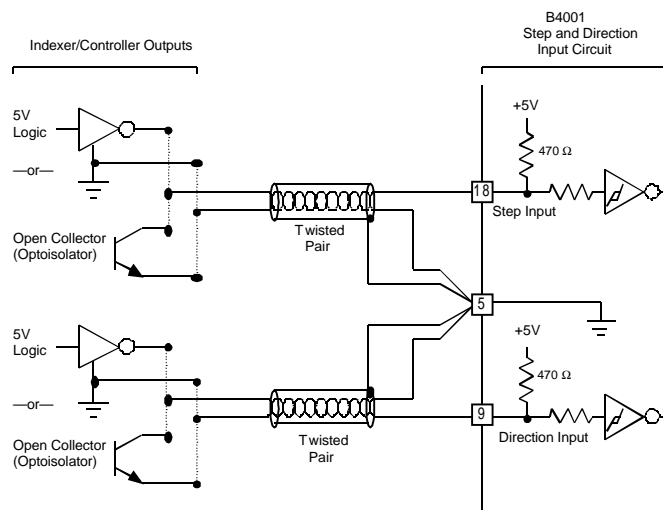 B4001
Step and Direction
Input Circuit
Indexer/Controller Outputs
5V
Logic
—or—
Open Collector
(Optoisolator)
Twisted
Pair
18
Step Input
+5V
470 Ω
5
5V
Logic
—or—
Open Collector
(Optoisolator)
Twisted
Pair
+5V
470 Ω
9
Direction Input